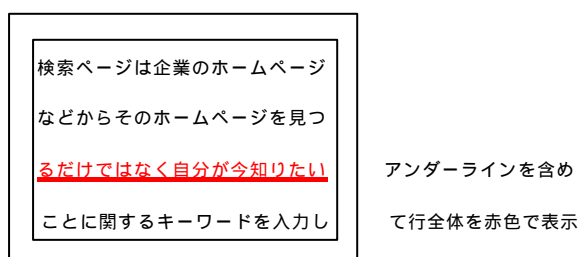 検索ページは企業のホームページ
などからそのホームページを見つ
るだけではなく自分が今知りたい
ことに関するキーワードを入力し
アンダーラインを含め
て行全体を赤色で表示